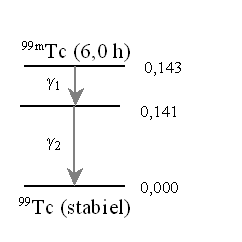 ⁹⁹ᵐTc (6,0 h)
0,143
γ₁
0,141
γ₂
0,000
⁹⁹Tc (stabiel)